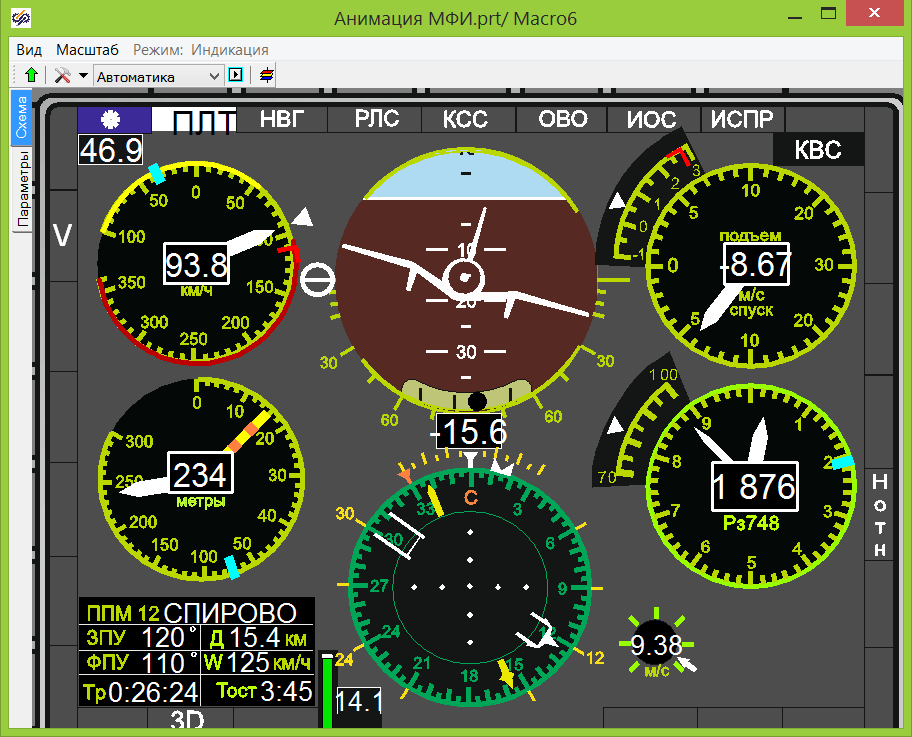 Анимация МФИ.prt/ Macro6
Вид Масштаб Режим: Индикация
Автоматика
Схема
Параметры
ПЛТ НВГ РЛС КСС ОВО ИОС ИСПР
46.9
КВС
V
0 50 100 150 200 250 300 350 100 50
93.8
км/ч
10 20 30
30 30
60 60
-15.6
-1 0 1 2 3
10 20 30 20 10 5 0 5
подъем
-8.67
м/с
спуск
0 10 20 30 40 50 100 150 200 250 300
234
метры
100
70
1 2 3 4 5 6 7 8 9
1 876
Рз748
Нотн
С 3 6 9 12 15 18 21 24 27 30 33
30 24 12
ППМ 12 СПИРОВО
ЗПУ 120° Д 15.4 км
ФПУ 110° W 125 км/ч
Тр 0:26:24 Тост 3:45
14.1
9.38
м/с
3D